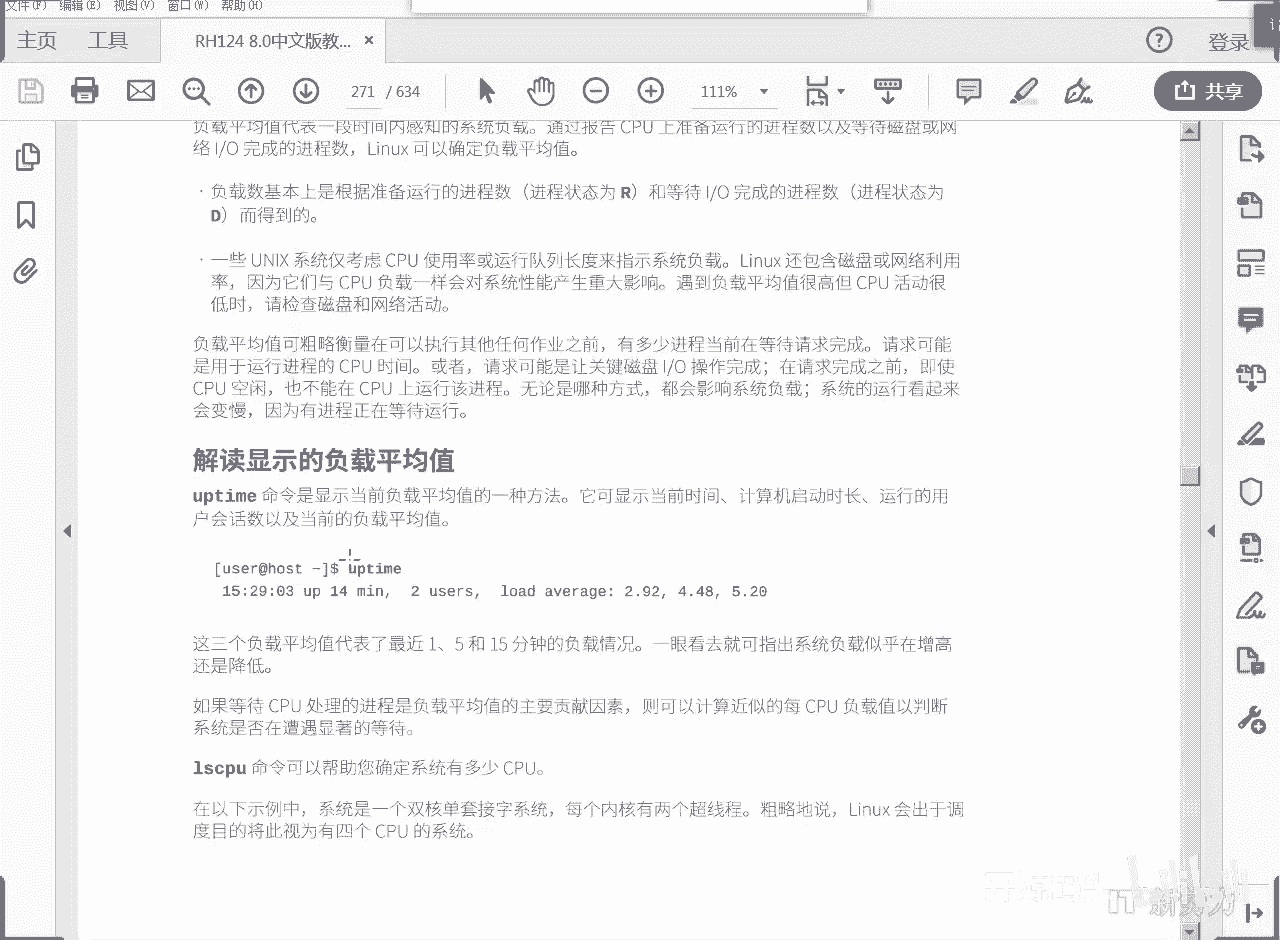 文件(F) 编辑(E) 视图(V) 窗口(W) 帮助(H)
主页 工具 RH124 8.0中文版教... × 登录
271 / 634 111% 共享
负载平均值代表一段时间内感知的系统负载。通过报告 CPU 上准备运行的进程数以及等待磁盘或网
络 I/O 完成的进程数，Linux 可以确定负载平均值。
· 负载数基本上是根据准备运行的进程数（进程状态为 R）和等待 I/O 完成的进程数（进程状态为
D）而得到的。
· 一些 UNIX 系统仅考虑 CPU 使用率或运行队列长度来指示系统负载。Linux 还包含磁盘或网络利用
率，因为它们与 CPU 负载一样会对系统性能产生重大影响。遇到负载平均值很高但 CPU 活动很
低时，请检查磁盘和网络活动。
负载平均值可粗略衡量在可以执行其他任何作业之前，有多少进程当前在等待请求完成。请求可能
是用于运行进程的 CPU 时间。或者，请求可能是让关键磁盘 I/O 操作完成；在请求完成之前，即使
CPU 空闲，也不能在 CPU 上运行该进程。无论是哪种方式，都会影响系统负载；系统的运行看起来
会变慢，因为有进程正在等待运行。
解读显示的负载平均值
uptime 命令是显示当前负载平均值的一种方法。它可显示当前时间、计算机启动时长、运行的用
户会话数以及当前的负载平均值。
[user@host ~]$ uptime
15:29:03 up 14 min, 2 users, load average: 2.92, 4.48, 5.20
这三个负载平均值代表了最近 1、5 和 15 分钟的负载情况。一眼看去就可指出系统负载似乎在增高
还是降低。
如果等待 CPU 处理的进程是负载平均值的主要贡献因素，则可以计算近似的每 CPU 负载值以判断
系统是否在遭遇显著的等待。
lscpu 命令可以帮助您确定系统有多少 CPU。
在以下示例中，系统是一个双核单套接字系统，每个内核有两个超线程。粗略地说，Linux 会出于调
度目的将此视为有四个 CPU 的系统。